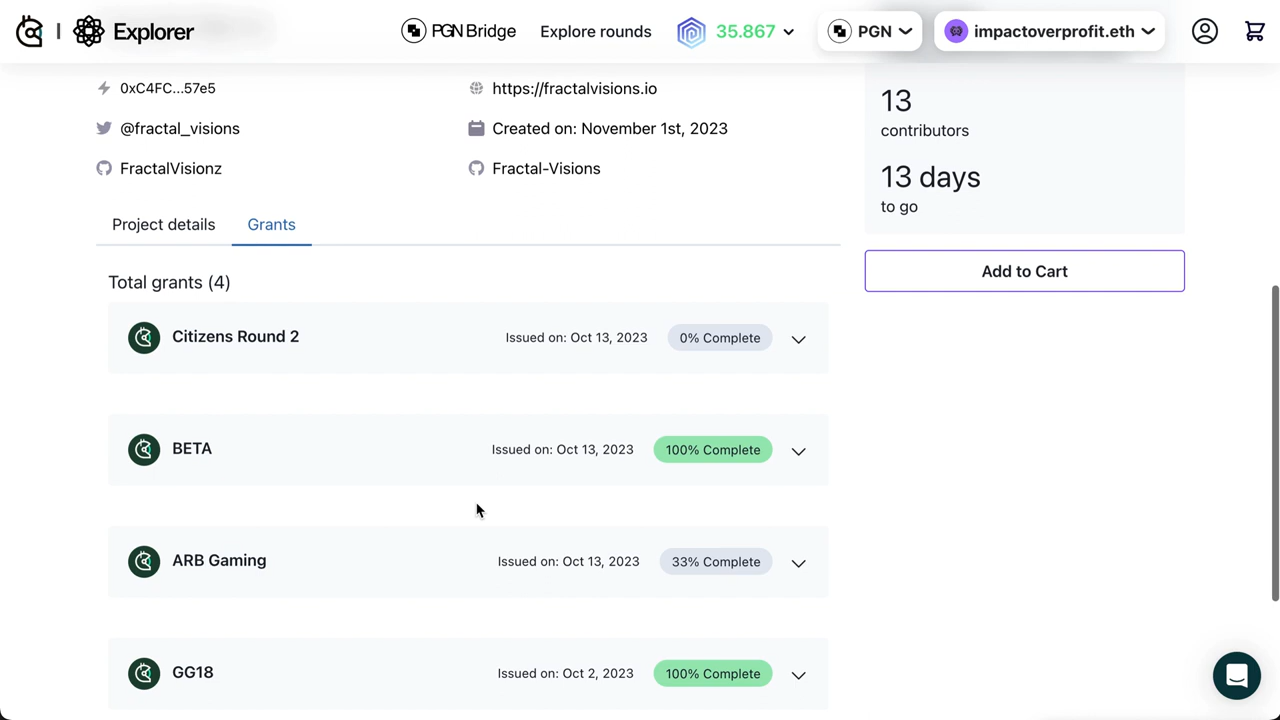 Explorer
PGN Bridge
Explore rounds
35.867
PGN
impactoverprofit.eth
0xC4FC...57e5
https://fractalvisions.io
@fractal_visions
Created on: November 1st, 2023
FractalVisionz
Fractal-Visions
13
contributors
13 days
to go
Add to Cart
Project details
Grants
Total grants (4)
Citizens Round 2
Issued on: Oct 13, 2023
0% Complete
BETA
Issued on: Oct 13, 2023
100% Complete
ARB Gaming
Issued on: Oct 13, 2023
33% Complete
GG18
Issued on: Oct 2, 2023
100% Complete